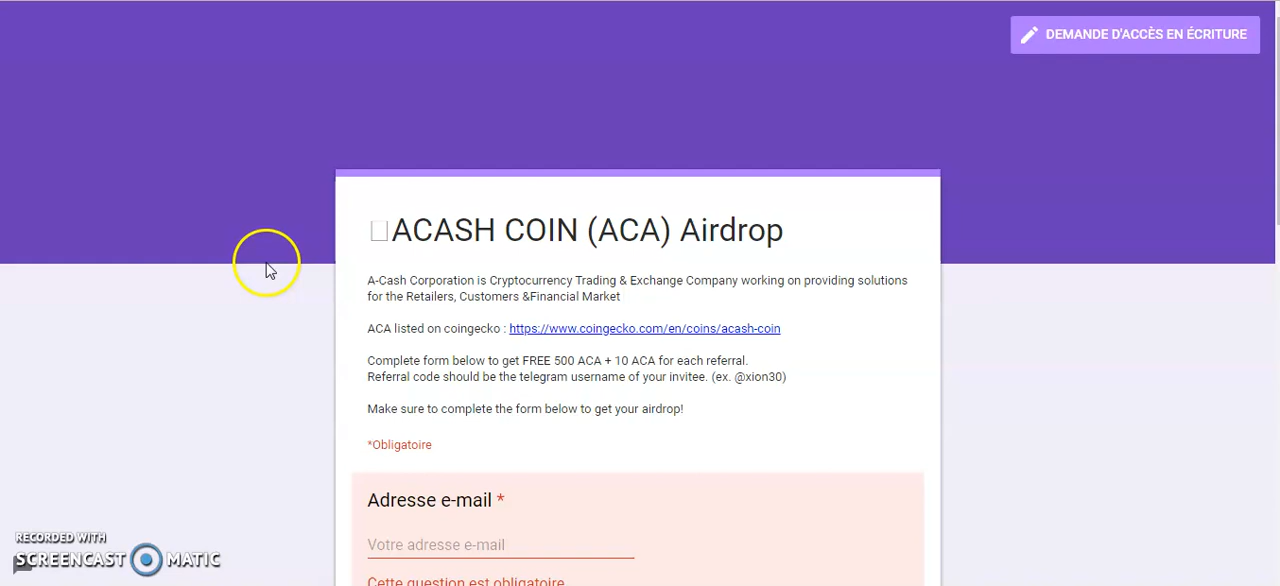 DEMANDE D'ACCÈS EN ÉCRITURE
ACASH COIN (ACA) Airdrop
A-Cash Corporation is Cryptocurrency Trading & Exchange Company working on providing solutions
for the Retailers, Customers &Financial Market
ACA listed on coingecko : https://www.coingecko.com/en/coins/acash-coin
Complete form below to get FREE 500 ACA + 10 ACA for each referral.
Referral code should be the telegram username of your invitee. (ex. @xion30)
Make sure to complete the form below to get your airdrop!
*Obligatoire
Adresse e-mail *
Votre adresse e-mail
Cette question est obligatoire
RECORDED WITH
SCREENCAST MATIC